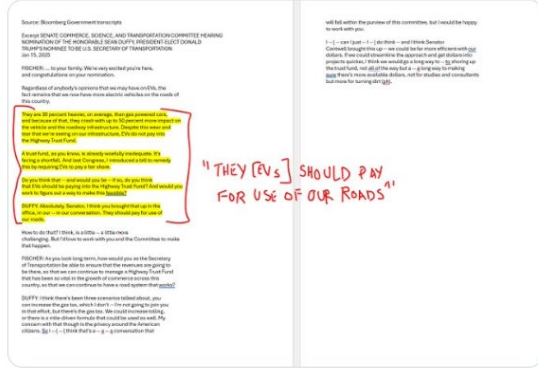 Source: Bloomberg Government transcripts
Excerpt SENATE COMMERCE, SCIENCE, AND TRANSPORTATION COMMITTEE HEARING
NOMINATION OF THE HONORABLE SEAN DUFFY, PRESIDENT-ELECT DONALD
TRUMP'S NOMINEE TO BE U.S. SECRETARY OF TRANSPORTATION
Jan 15, 2025
FISCHER: ... to your family. We're very excited you're here,
and congratulations on your nomination.
Regardless of anybody's opinions that we may have on EVs, the
fact remains that we now have more electric vehicles on the roads of
this country.
They are 30 percent heavier, on average, than gas powered cars,
and because of that, they crash with up to 50 percent more impact on
the vehicle and the roadway infrastructure. Despite this wear and
tear that we're seeing on our infrastructure, EVs do not pay into
the Highway Trust Fund.
A trust fund, as you know, is already woefully inadequate. It's
facing a shortfall. And last Congress, I introduced a bill to remedy
this by requiring EVs to pay a fair share.
Do you think that - and would you be - if so, do you think
that EVs should be paying into the Highway Trust Fund? And would you
work to figure out a way to make this feasible?
DUFFY: Absolutely, Senator, I think you brought that up in the
office, in our -- in our conversation. They should pay for use of
our roads.
How to do that? I think, is a little -- a little more
challenging. But I'd love to work with you and the Committee to make
that happen.
FISCHER: As you look long term, how would you as the Secretary
of Transportation be able to ensure that the revenues are going to
be there, so that we can continue to manage a Highway Trust Fund
that has been so vital in the growth of commerce across this
country, so that we can continue to have a road system that works?
DUFFY: I think there's been three scenarios talked about, you
can increase the gas tax, which I don't -- I'm not going to join you
in that effort, but there's the gas tax. We could increase tolling,
or there is a mile driven formula that could be used as well. My
concern with that though is the privacy around the American
citizens. So I -- I -- I think that's a -- a -- a conversation that
"THEY [EVs] SHOULD PAY
FOR USE OF OUR ROADS"
will fall within the purview of this committee, but I would be happy
to work with you.
I -- I -- can I just -- I -- I do think -- and I think Senator
Cantwell brought this up -- we could be far more efficient with our
dollars. If we could streamline the approach and get dollars into
projects quicker, I think we would go a long way to -- to shoring up
the trust fund, not all of the way but a -- a long way to making
sure there's more available dollars, not for studies and consultants
but more for turning dirt (ph).